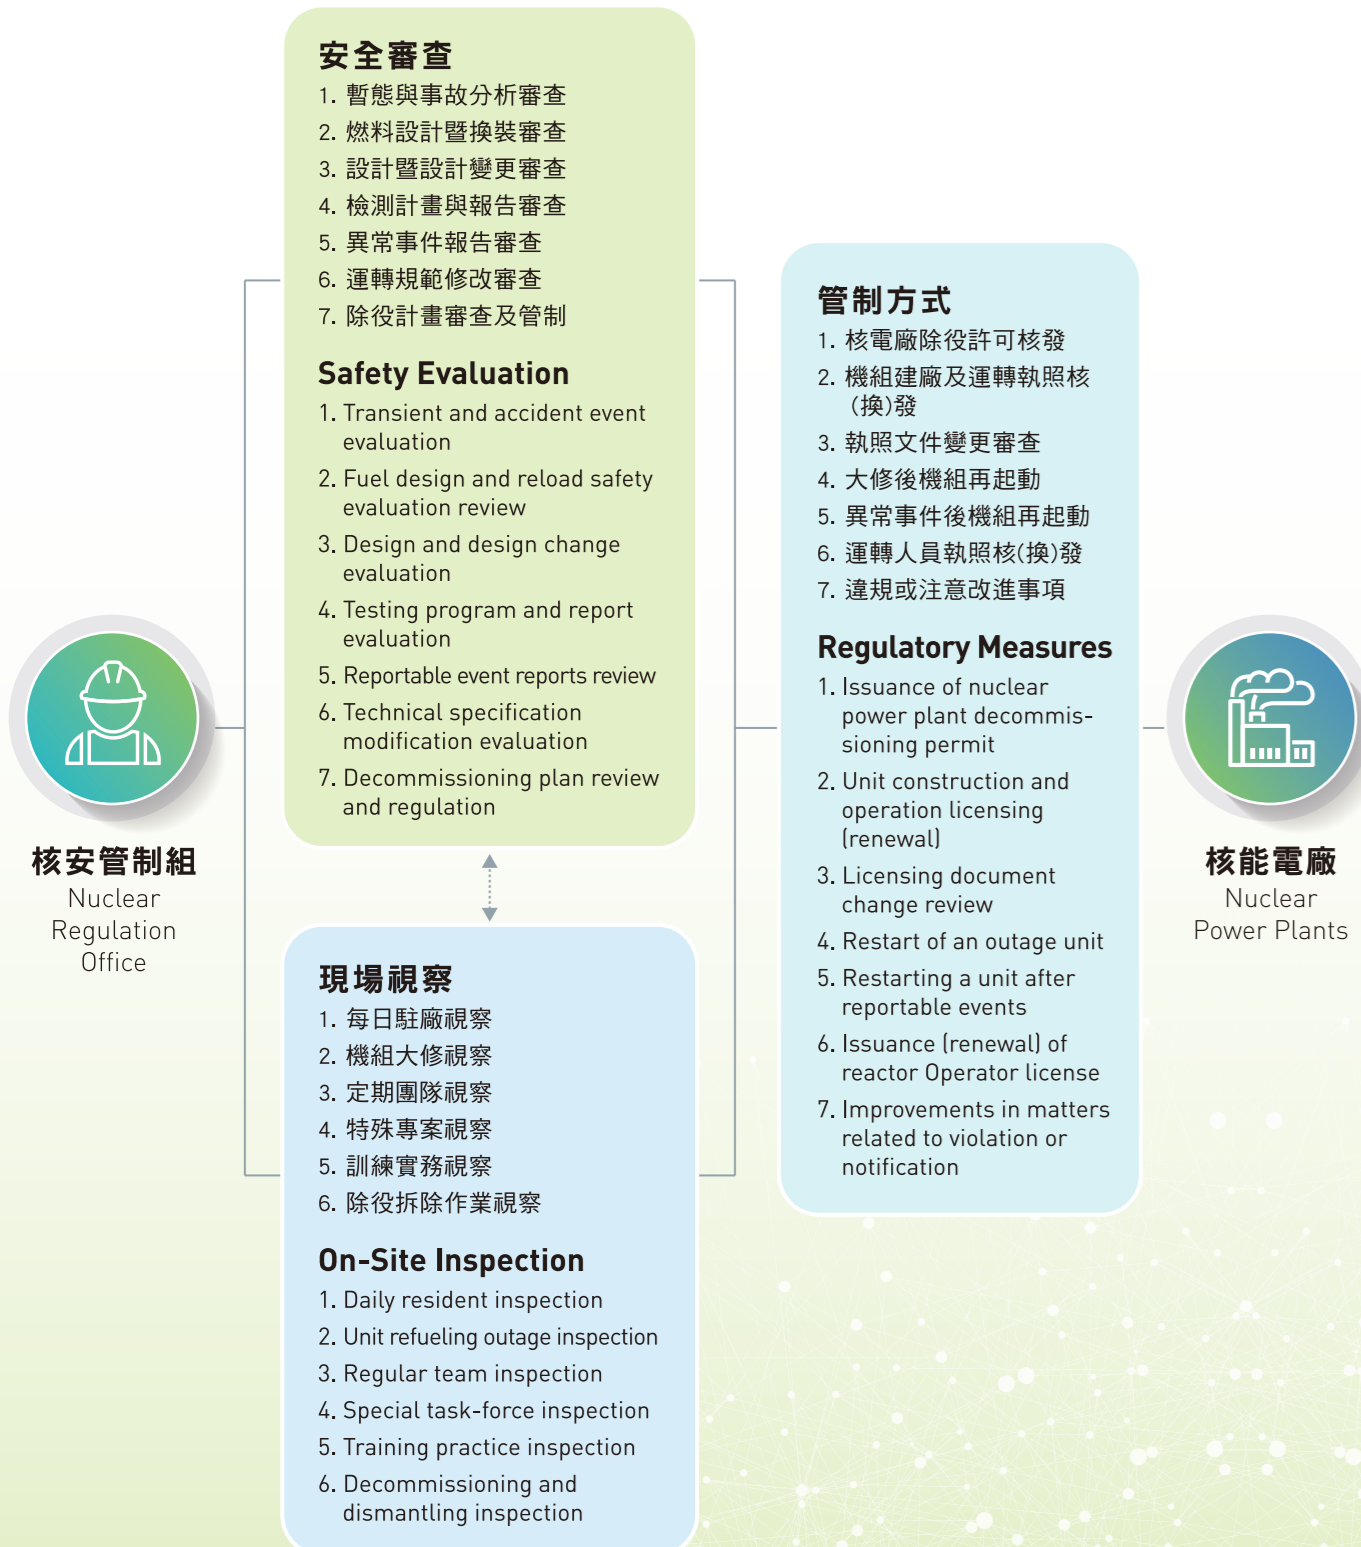 安全審查
1. 暫態與事故分析審查
2. 燃料設計暨換裝審查
3. 設計暨設計變更審查
4. 檢測計畫與報告審查
5. 異常事件報告審查
6. 運轉規範修改審查
7. 除役計畫審查及管制
Safety Evaluation
1. Transient and accident event
evaluation
2. Fuel design and reload safety
evaluation review
3. Design and design change
evaluation
4. Testing program and report
evaluation
5. Reportable event reports review
6. Technical specification
modification evaluation
7. Decommissioning plan review
and regulation
核安管制組
Nuclear
Regulation
Office
現場視察
1. 每日駐廠視察
2. 機組大修視察
3. 定期團隊視察
4. 特殊專案視察
5. 訓練實務視察
6. 除役拆除作業視察
On-Site Inspection
1. Daily resident inspection
2. Unit refueling outage inspection
3. Regular team inspection
4. Special task-force inspection
5. Training practice inspection
6. Decommissioning and
dismantling inspection
管制方式
1. 核電廠除役許可核發
2. 機組建廠及運轉執照核
(換)發
3. 執照文件變更審查
4. 大修後機組再起動
5. 異常事件後機組再起動
6. 運轉人員執照核(換)發
7. 違規或注意改進事項
Regulatory Measures
1. Issuance of nuclear
power plant decommis-
sioning permit
2. Unit construction and
operation licensing
(renewal)
3. Licensing document
change review
4. Restart of an outage unit
5. Restarting a unit after
reportable events
6. Issuance (renewal) of
reactor Operator license
7. Improvements in matters
related to violation or
notification
核能電廠
Nuclear
Power Plants